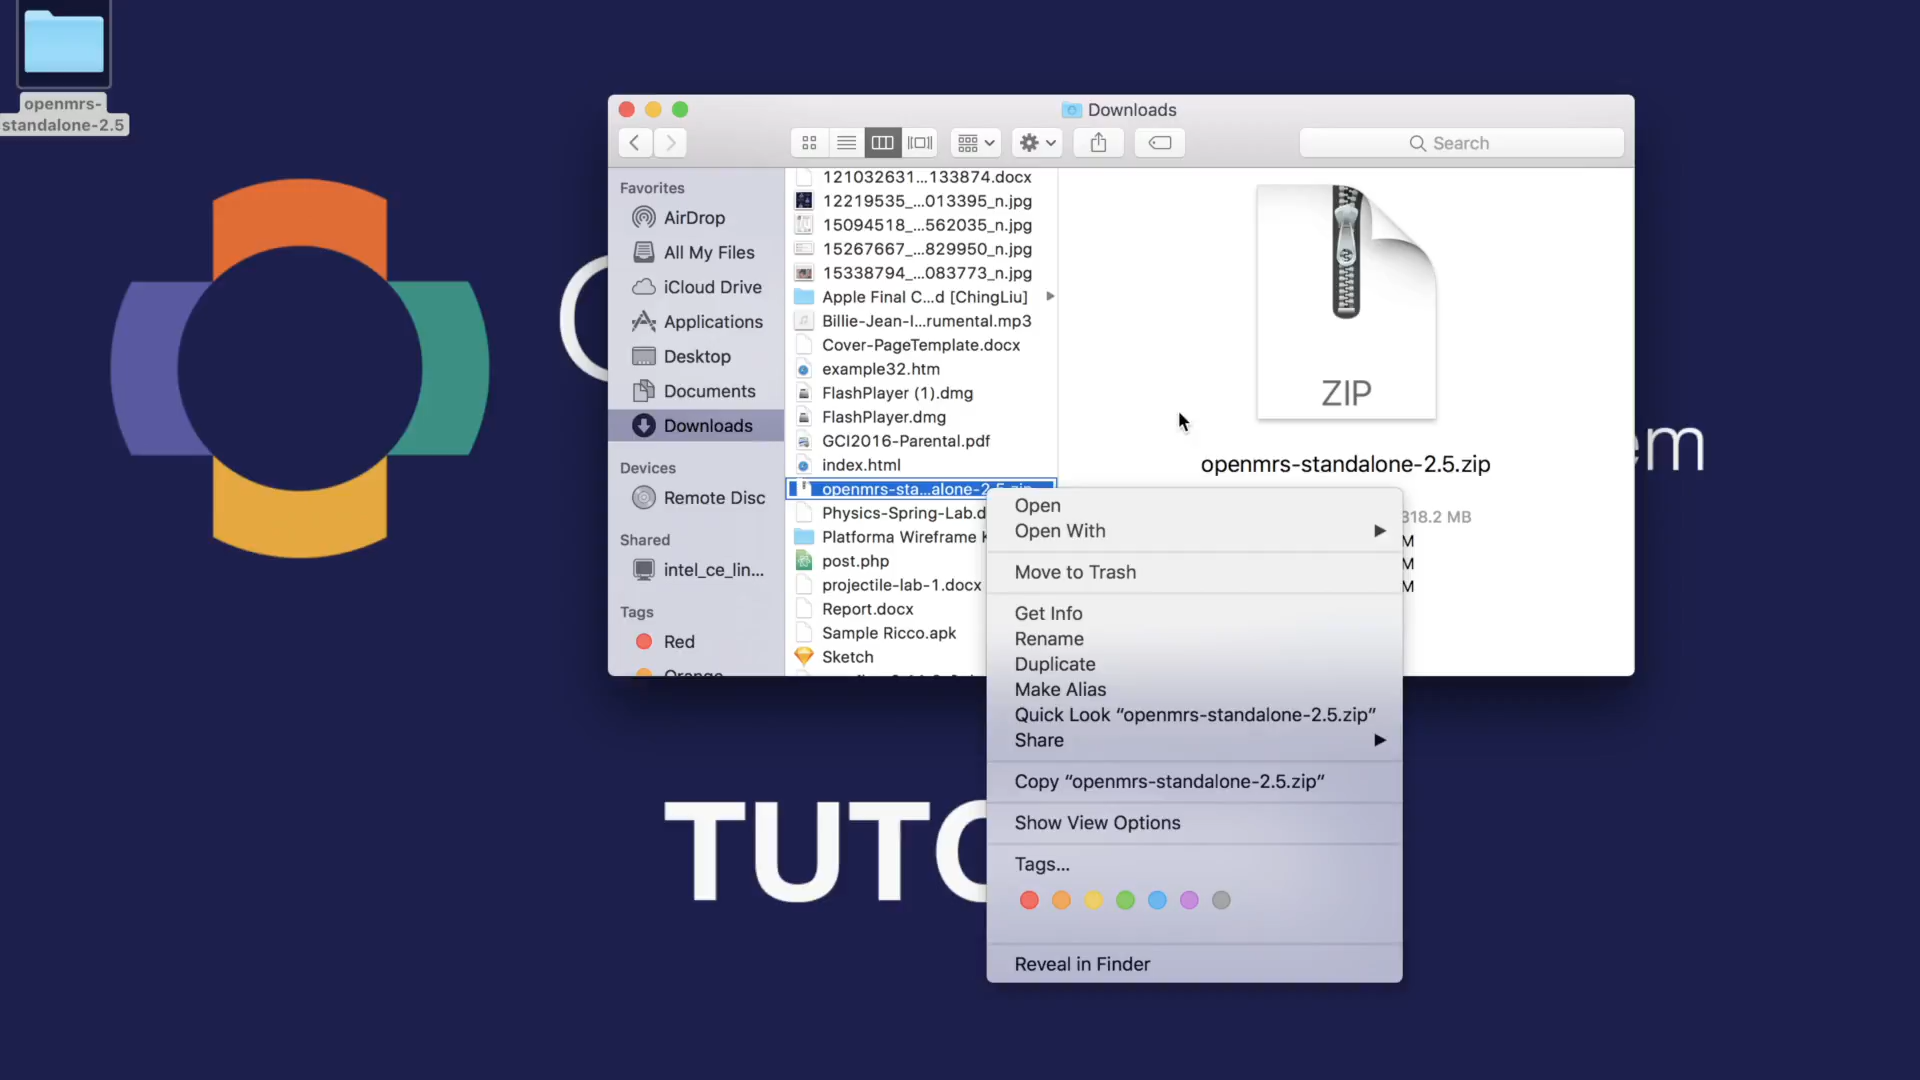 openmrs-
standalone-2.5
Downloads
Search
Favorites
AirDrop
All My Files
iCloud Drive
Applications
Desktop
Documents
Downloads
Devices
Remote Disc
Shared
intel_ce_lin...
Tags
Red
Orange
121032631...133874.docx
12219535_...013395_n.jpg
15094518_...562035_n.jpg
15267667_...829950_n.jpg
15338794_...083773_n.jpg
Apple Final C...d [ChingLiu]
Billie-Jean-I...rumental.mp3
Cover-PageTemplate.docx
example32.htm
FlashPlayer (1).dmg
FlashPlayer.dmg
GCI2016-Parental.pdf
index.html
openmrs-sta...alone-2.5.zip
Physics-Spring-Lab.d
Platforma Wireframe K
post.php
projectile-lab-1.docx
Report.docx
Sample Ricco.apk
Sketch
ZIP
openmrs-standalone-2.5.zip
318.2 MB
M
M
M
em
Open
Open With
Move to Trash
Get Info
Rename
Duplicate
Make Alias
Quick Look “openmrs-standalone-2.5.zip”
Share
Copy “openmrs-standalone-2.5.zip”
Show View Options
Tags...
Reveal in Finder
TUTO